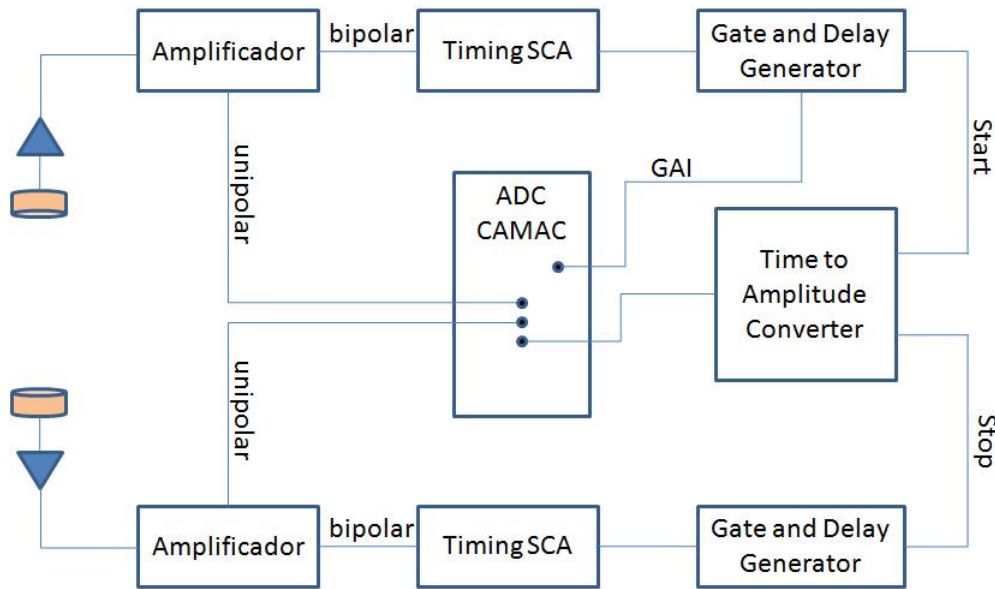 Amplificador
bipolar
Timing SCA
Gate and Delay
Generator
Start
unipolar
GAI
ADC
CAMAC
Time to
Amplitude
Converter
unipolar
Stop
Amplificador
bipolar
Timing SCA
Gate and Delay
Generator